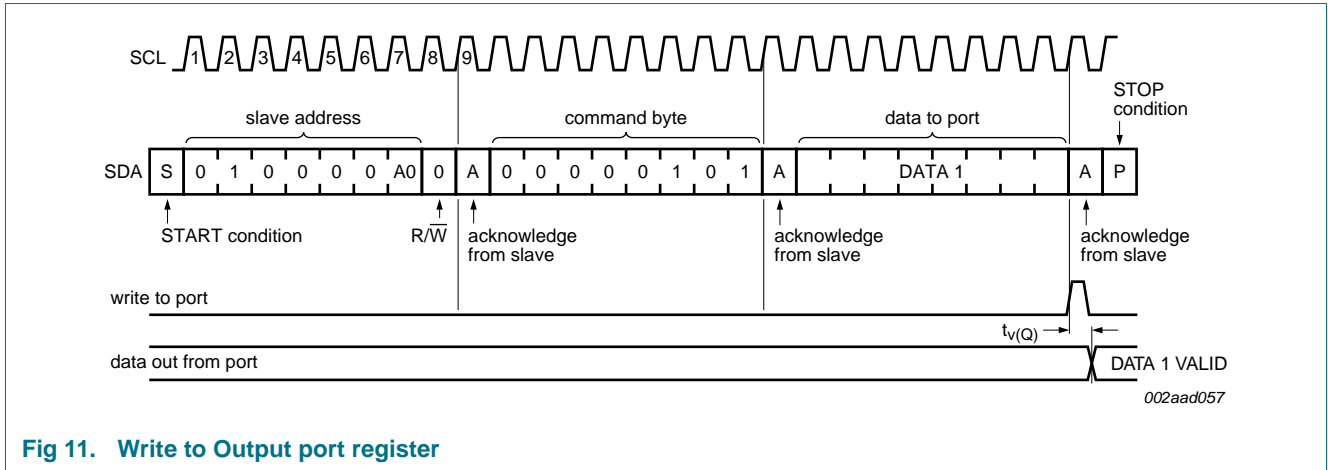 SCL 1 2 3 4 5 6 7 8 9
STOP
condition
slave address command byte data to port
SDA S 0 1 0 0 0 0 A0 0 A 0 0 0 0 0 1 0 1 A DATA 1 A P
START condition R/W̅ acknowledge
from slave
acknowledge
from slave
acknowledge
from slave
write to port
tv(Q)
data out from port DATA 1 VALID
002aad057
Fig 11. Write to Output port register